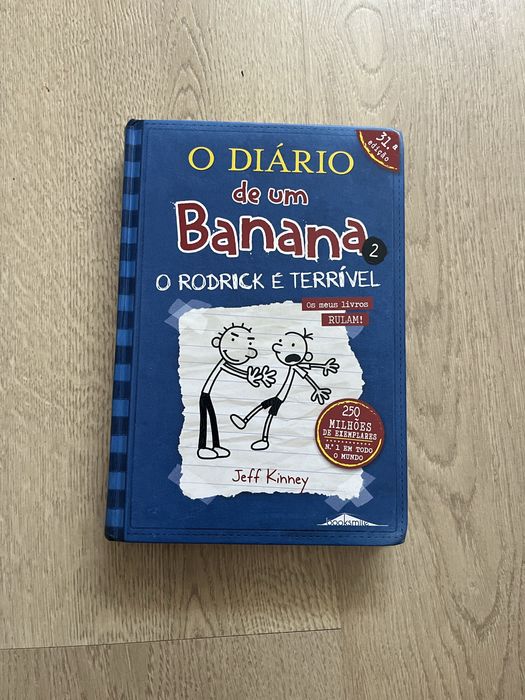 31.ª
edição
O DIÁRIO
de um
Banana
2
O RODRICK É TERRÍVEL
Os meus livros
RULAM!
250
MILHÕES
DE EXEMPLARES
N.º 1 EM TODO
O MUNDO
Jeff Kinney
booksmile